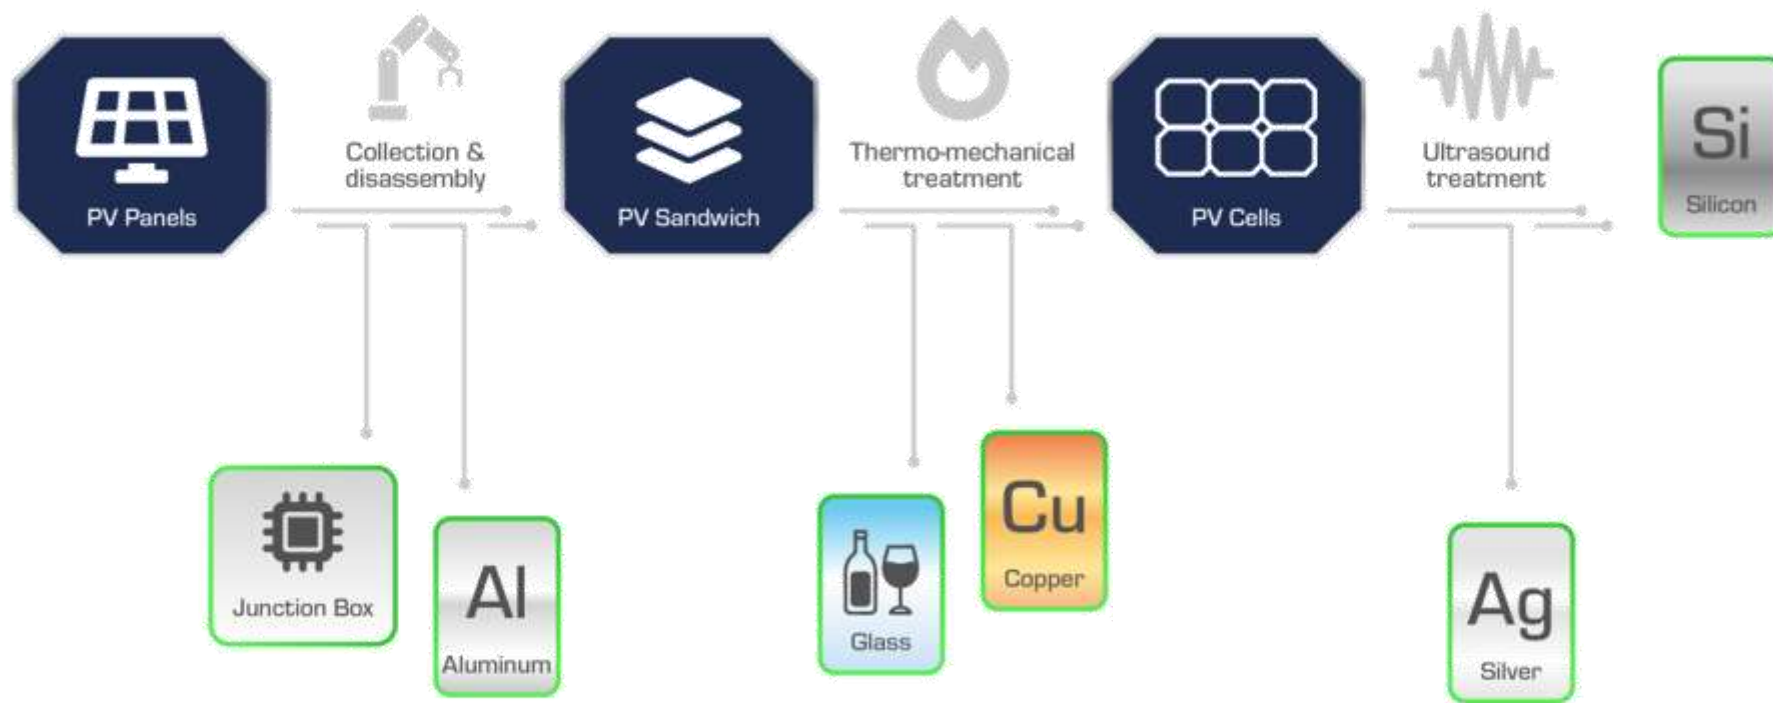 PV Panels
Collection &
disassembly
PV Sandwich
Thermo-mechanical
treatment
PV Cells
Ultrasound
treatment
Si
Silicon
Junction Box
Al
Aluminum
Glass
Cu
Copper
Ag
Silver